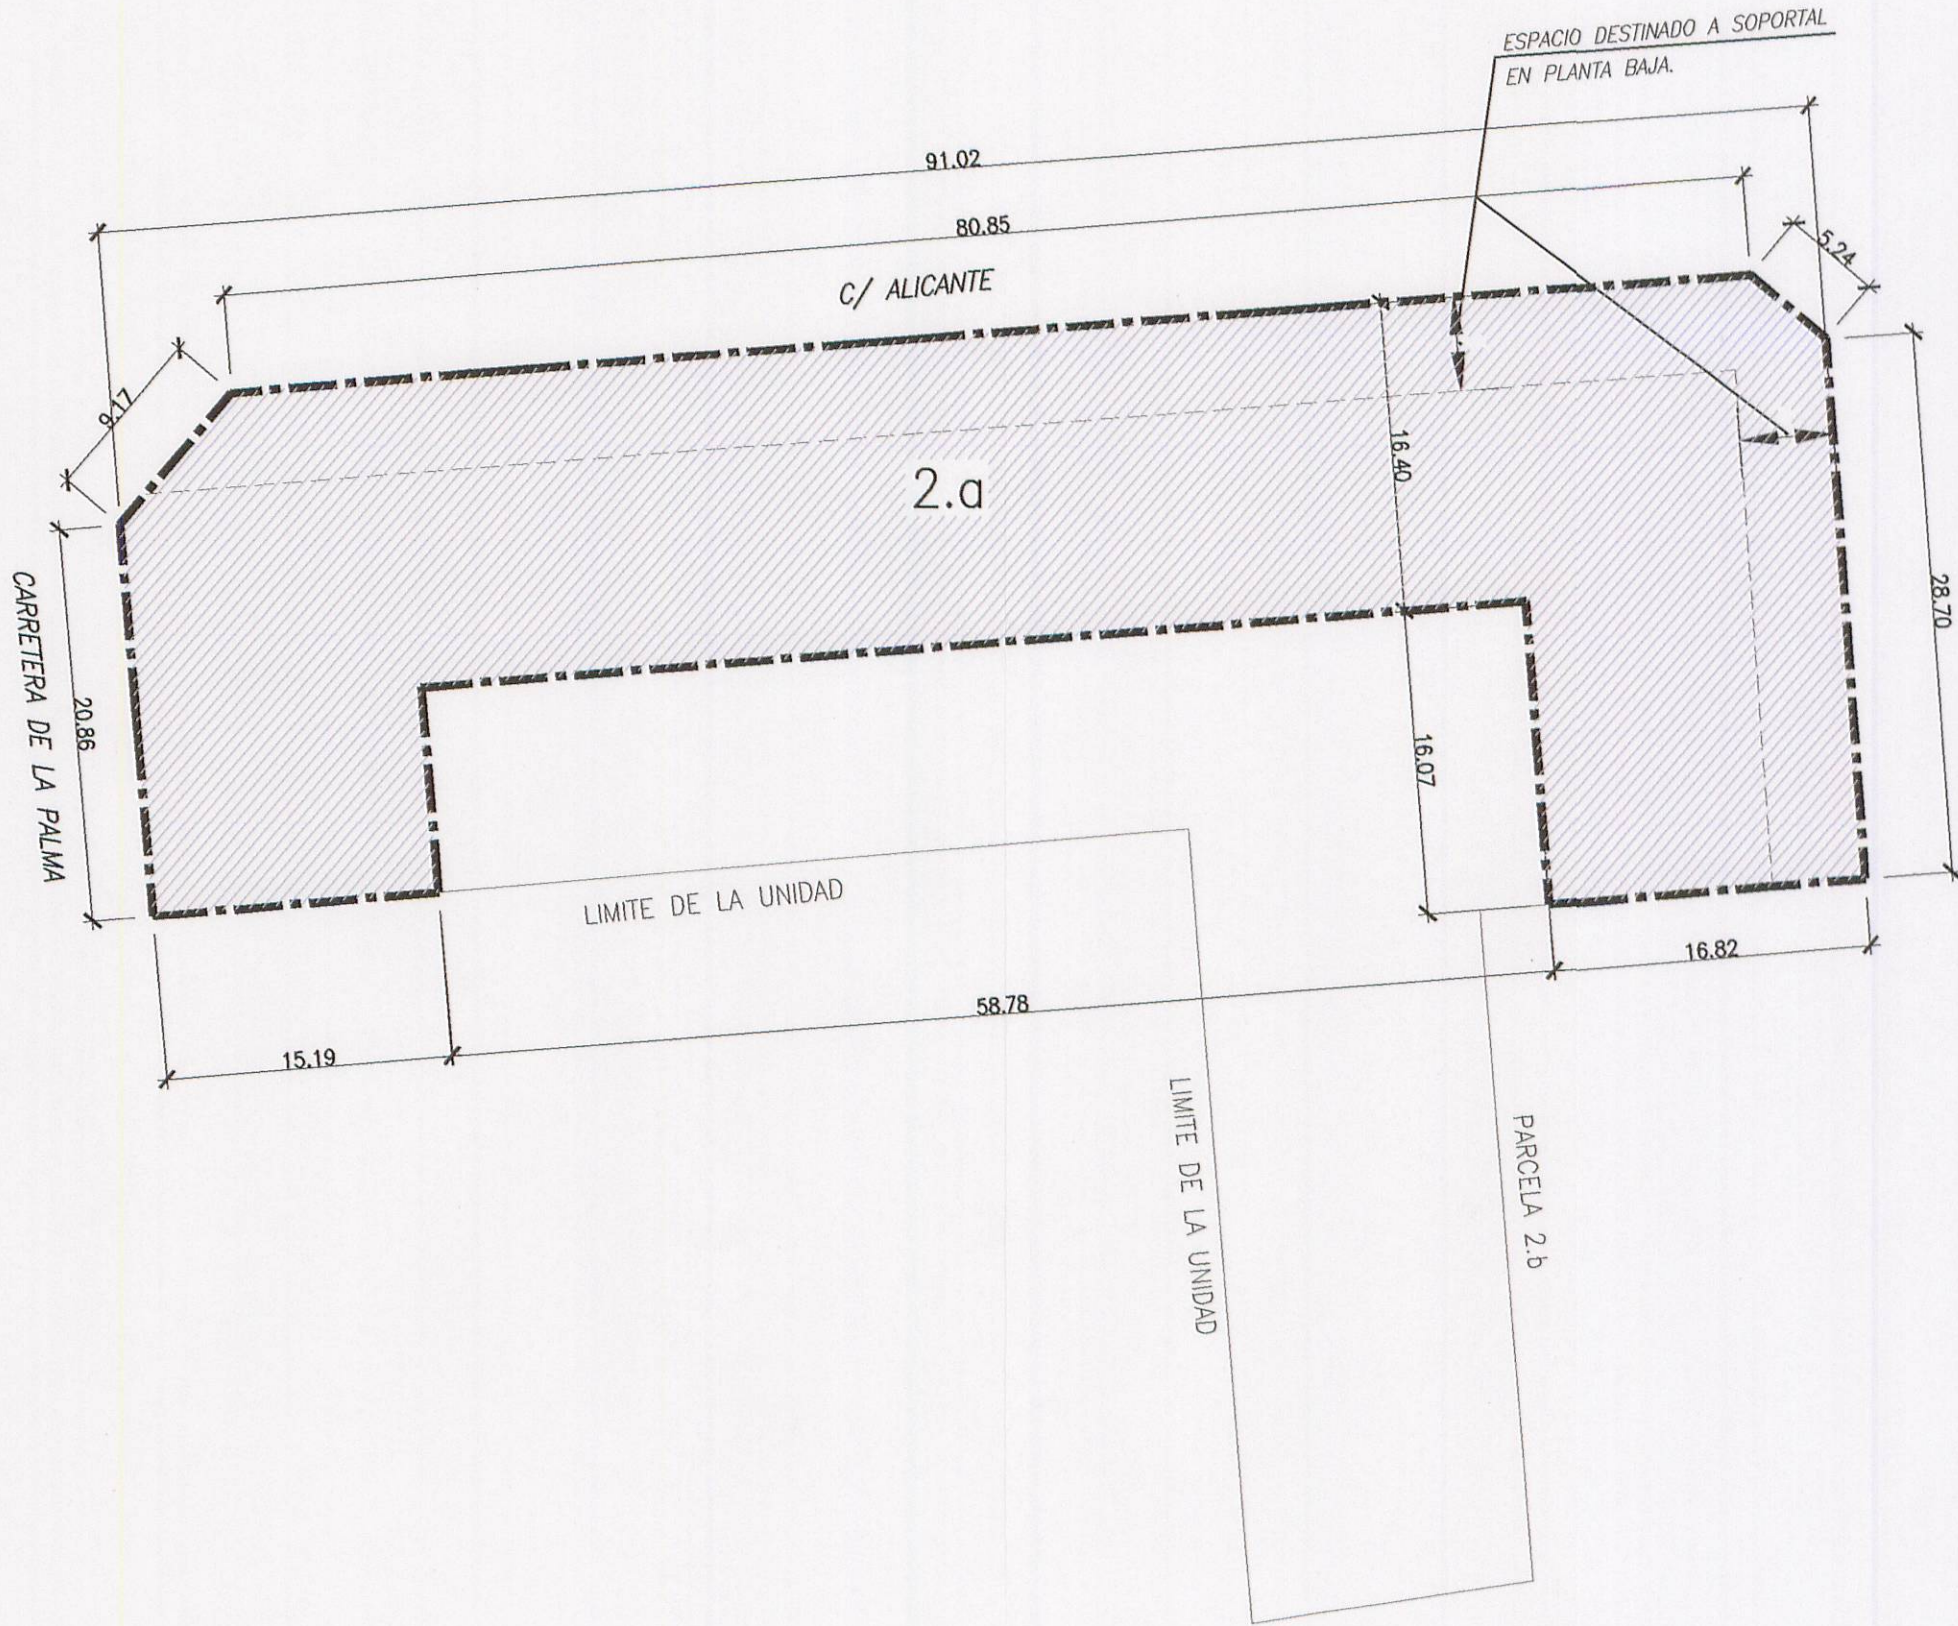 ESPACIO DESTINADO A SOPORTAL
EN PLANTA BAJA.
91.02
80.85
C/ ALICANTE
5.24
9.17
16.40
2.a
28.70
20.86
CARRETERA DE LA PALMA
16.07
LIMITE DE LA UNIDAD
16.82
58.78
15.19
LIMITE DE LA UNIDAD
PARCELA 2.b